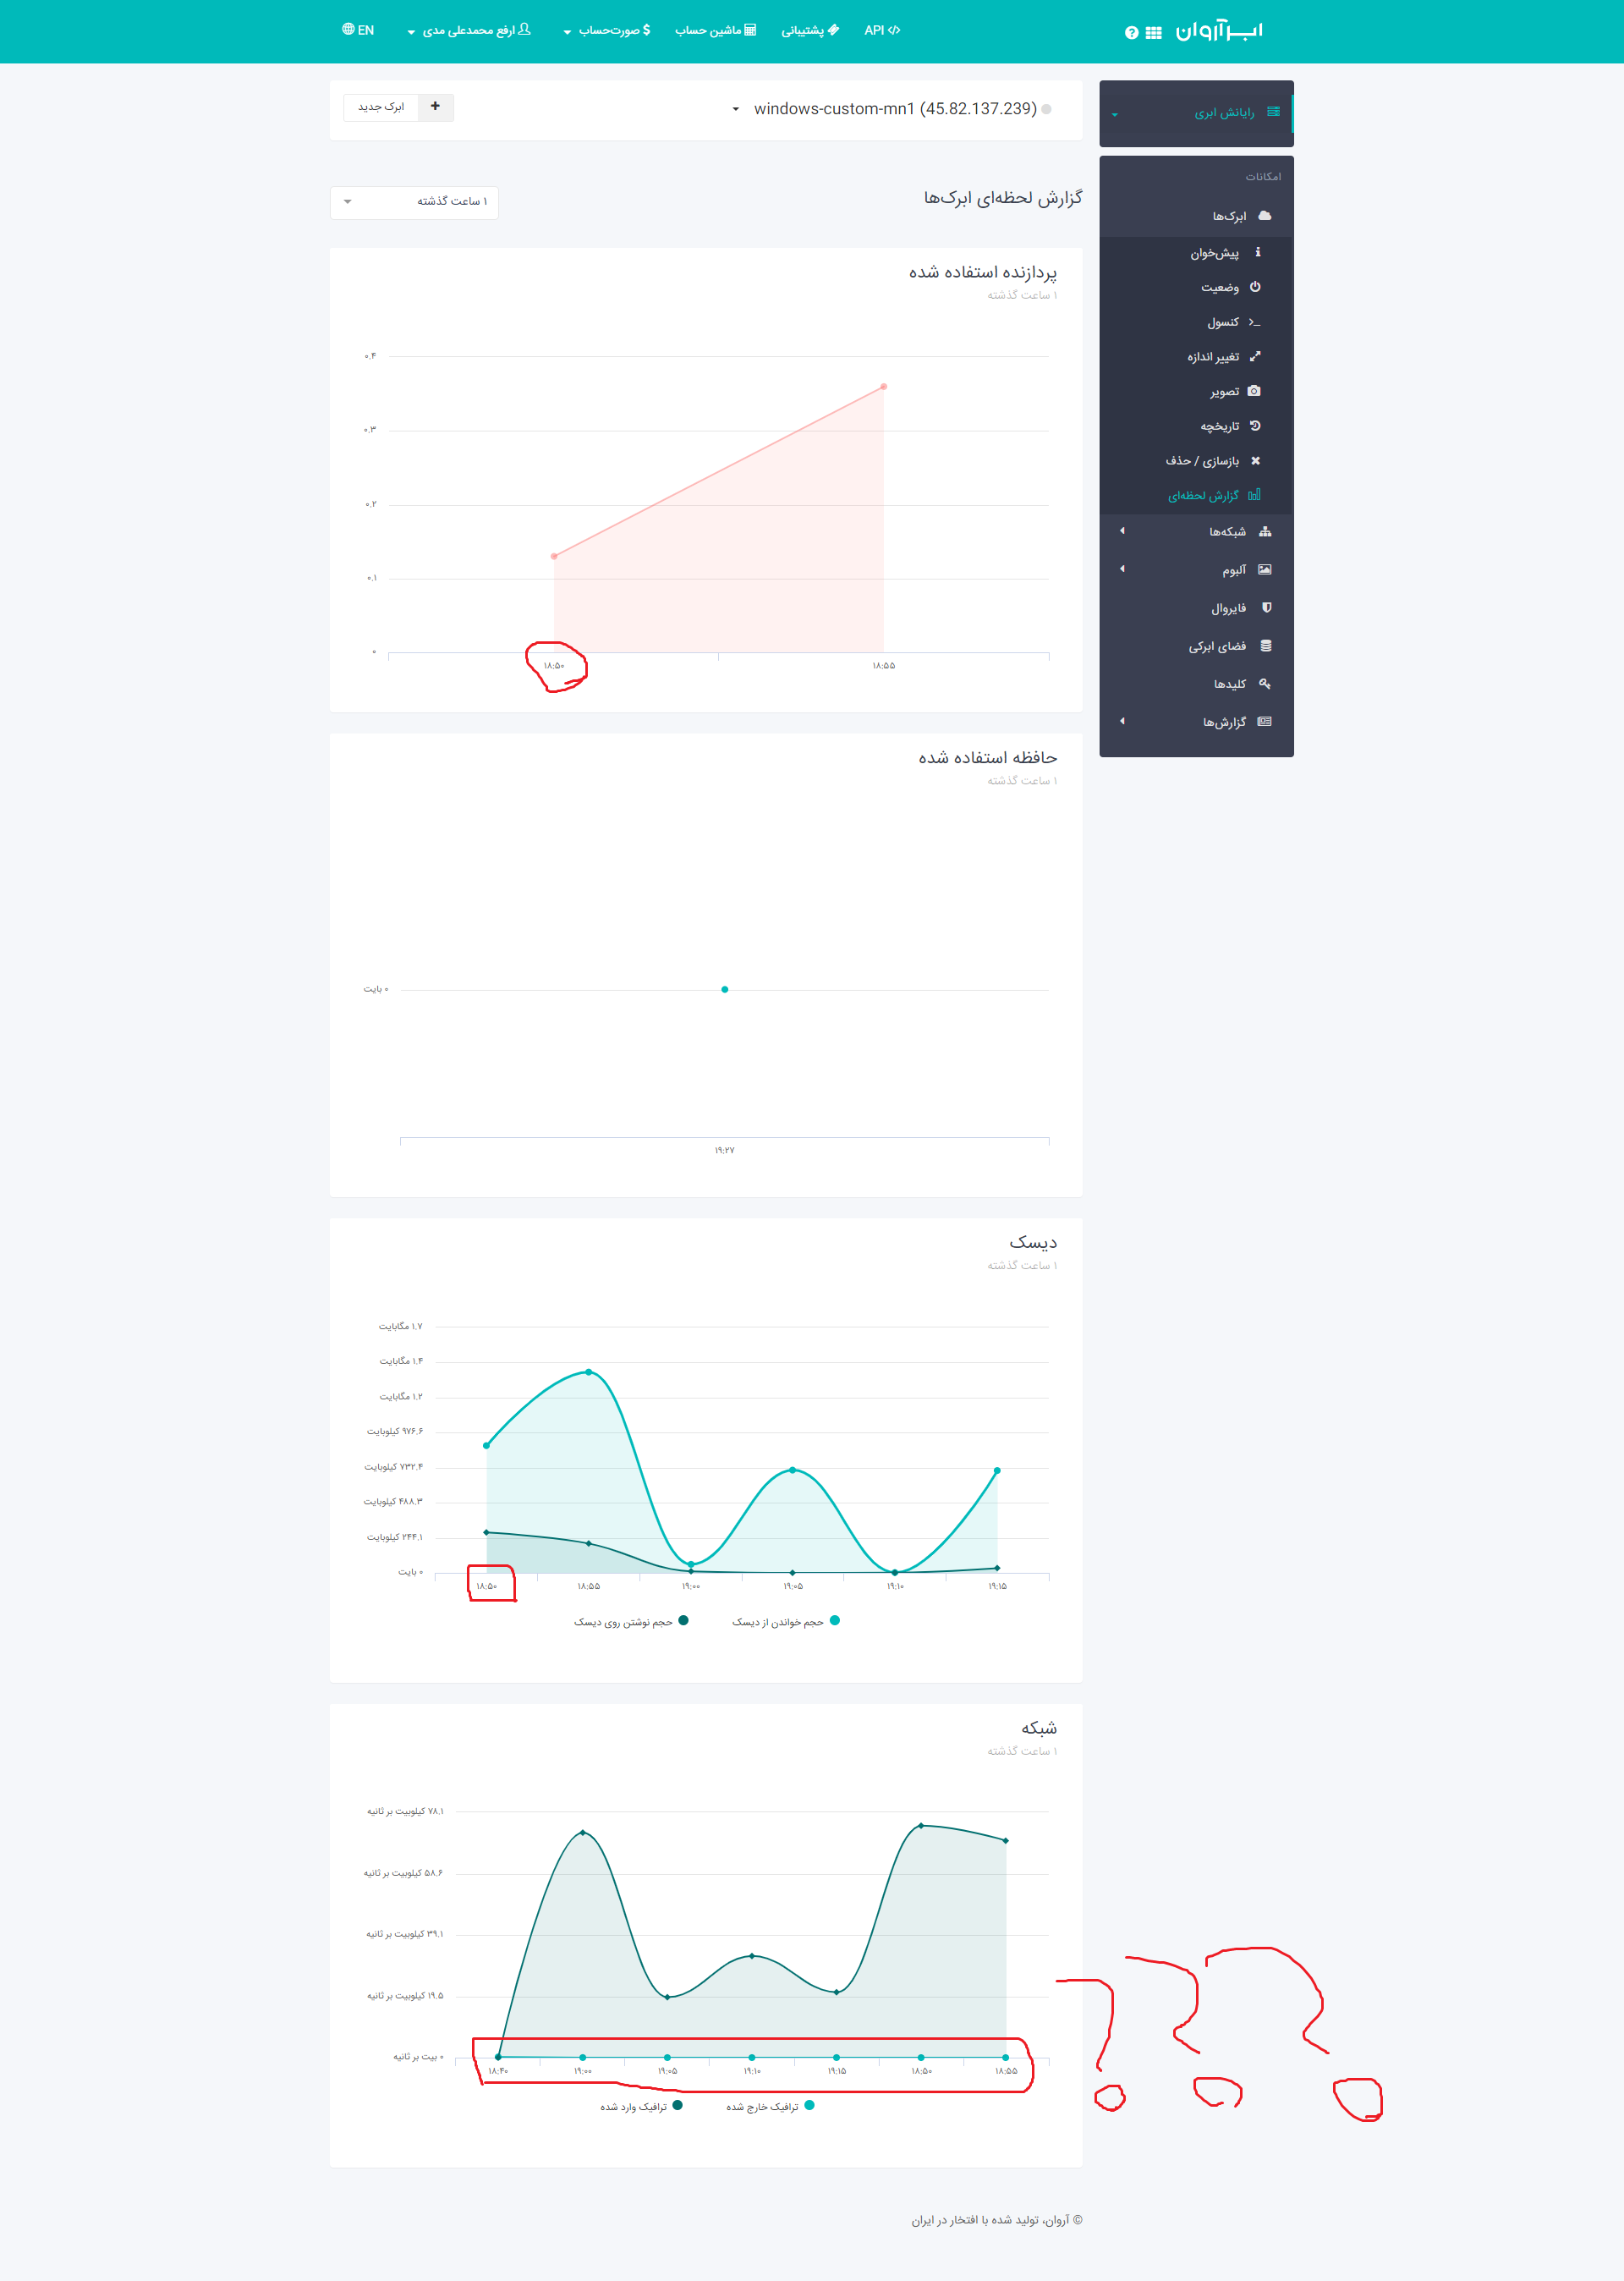 ابرآروان
API
پشتیبانی
ماشین حساب
صورت‌حساب
ارفع محمدعلی مدی
EN
رایانش ابری
windows-custom-mn1 (45.82.137.239)
ابرک جدید
امکانات
ابرک‌ها
پیش‌خوان
وضعیت
کنسول
تغییر اندازه
تصویر
تاریخچه
بازسازی / حذف
گزارش لحظه‌ای
شبکه‌ها
آلبوم
فایروال
فضای ابرکی
کلیدها
گزارش‌ها
گزارش لحظه‌ای ابرک‌ها
۱ ساعت گذشته
پردازنده استفاده شده
۱ ساعت گذشته
۰.۴
۰.۳
۰.۲
۰.۱
۰
۱۸:۵۰ ۱۸:۵۵
حافظه استفاده شده
۱ ساعت گذشته
۰ بایت
۱۹:۲۷
دیسک
۱ ساعت گذشته
۱.۷ مگابایت
۱.۴ مگابایت
۱.۲ مگابایت
۹۷۶.۶ کیلوبایت
۷۳۲.۴ کیلوبایت
۴۸۸.۳ کیلوبایت
۲۴۴.۱ کیلوبایت
۰ بایت
۱۸:۵۰ ۱۸:۵۵ ۱۹:۰۰ ۱۹:۰۵ ۱۹:۱۰ ۱۹:۱۵
حجم خواندن از دیسک
حجم نوشتن روی دیسک
شبکه
۱ ساعت گذشته
۷۸.۱ کیلوبیت بر ثانیه
۵۸.۶ کیلوبیت بر ثانیه
۳۹.۱ کیلوبیت بر ثانیه
۱۹.۵ کیلوبیت بر ثانیه
۰ بیت بر ثانیه
۱۸:۴۰ ۱۹:۰۰ ۱۹:۰۵ ۱۹:۱۰ ۱۹:۱۵ ۱۸:۵۰ ۱۸:۵۵
ترافیک خارج شده
ترافیک وارد شده
???
© آروان، تولید شده با افتخار در ایران